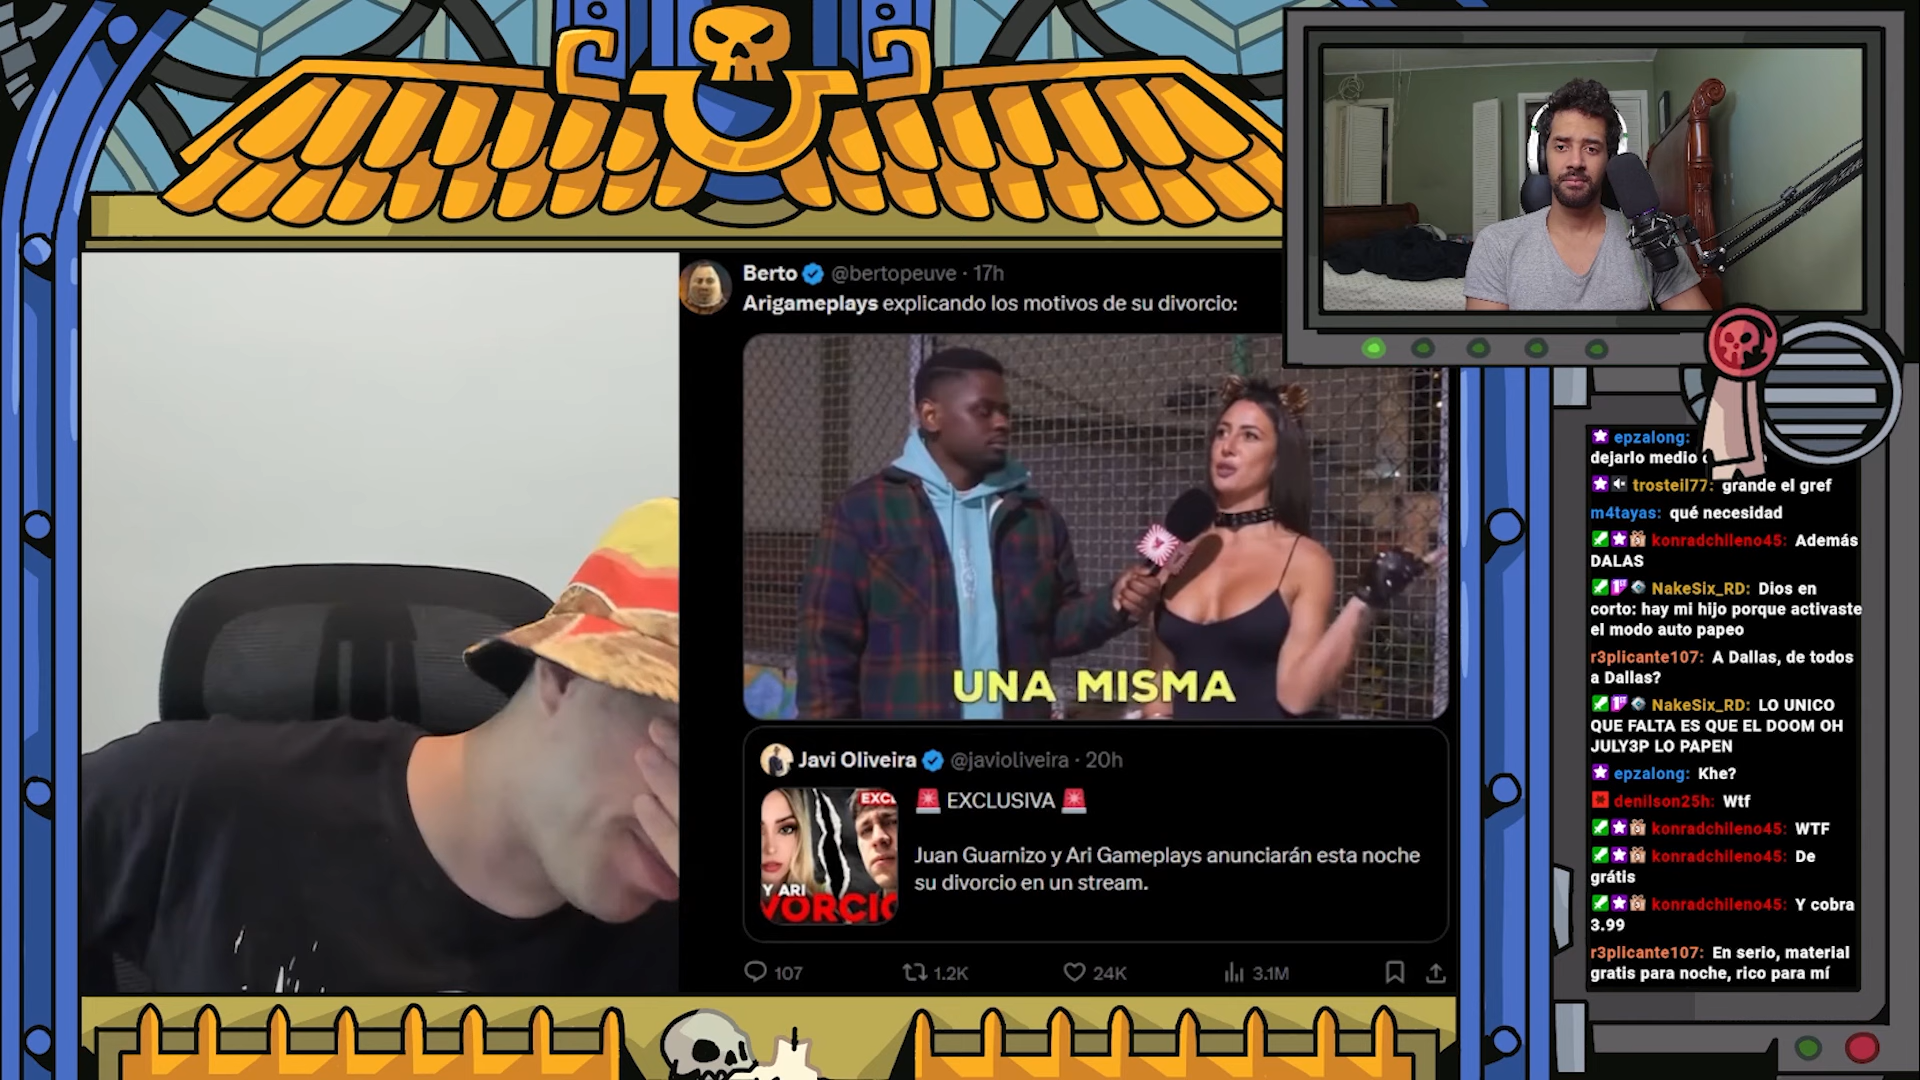 Berto @bertopeuve · 17h
Arigameplays explicando los motivos de su divorcio:
UNA MISMA
Javi Oliveira @javioliveira · 20h
EXCLUSIVA
Juan Guarnizo y Ari Gameplays anunciarán esta noche
su divorcio en un stream.
EXCL
Y ARI
VORCIO
107
1.2K
24K
3.1M
epzalong:
dejarlo medio
trosteil77: grande el gref
m4tayas: qué necesidad
konradchileno45: Además
DALAS
NakeSix_RD: Dios en
corto: hay mi hijo porque activaste
el modo auto papeo
r3plicante107: A Dallas, de todos
a Dallas?
NakeSix_RD: LO UNICO
QUE FALTA ES QUE EL DOOM OH
JULY3P LO PAPEN
epzalong: Khe?
denilson25h: Wtf
konradchileno45: WTF
konradchileno45: De
grátis
konradchileno45: Y cobra
3.99
r3plicante107: En serio, material
gratis para noche, rico para mí